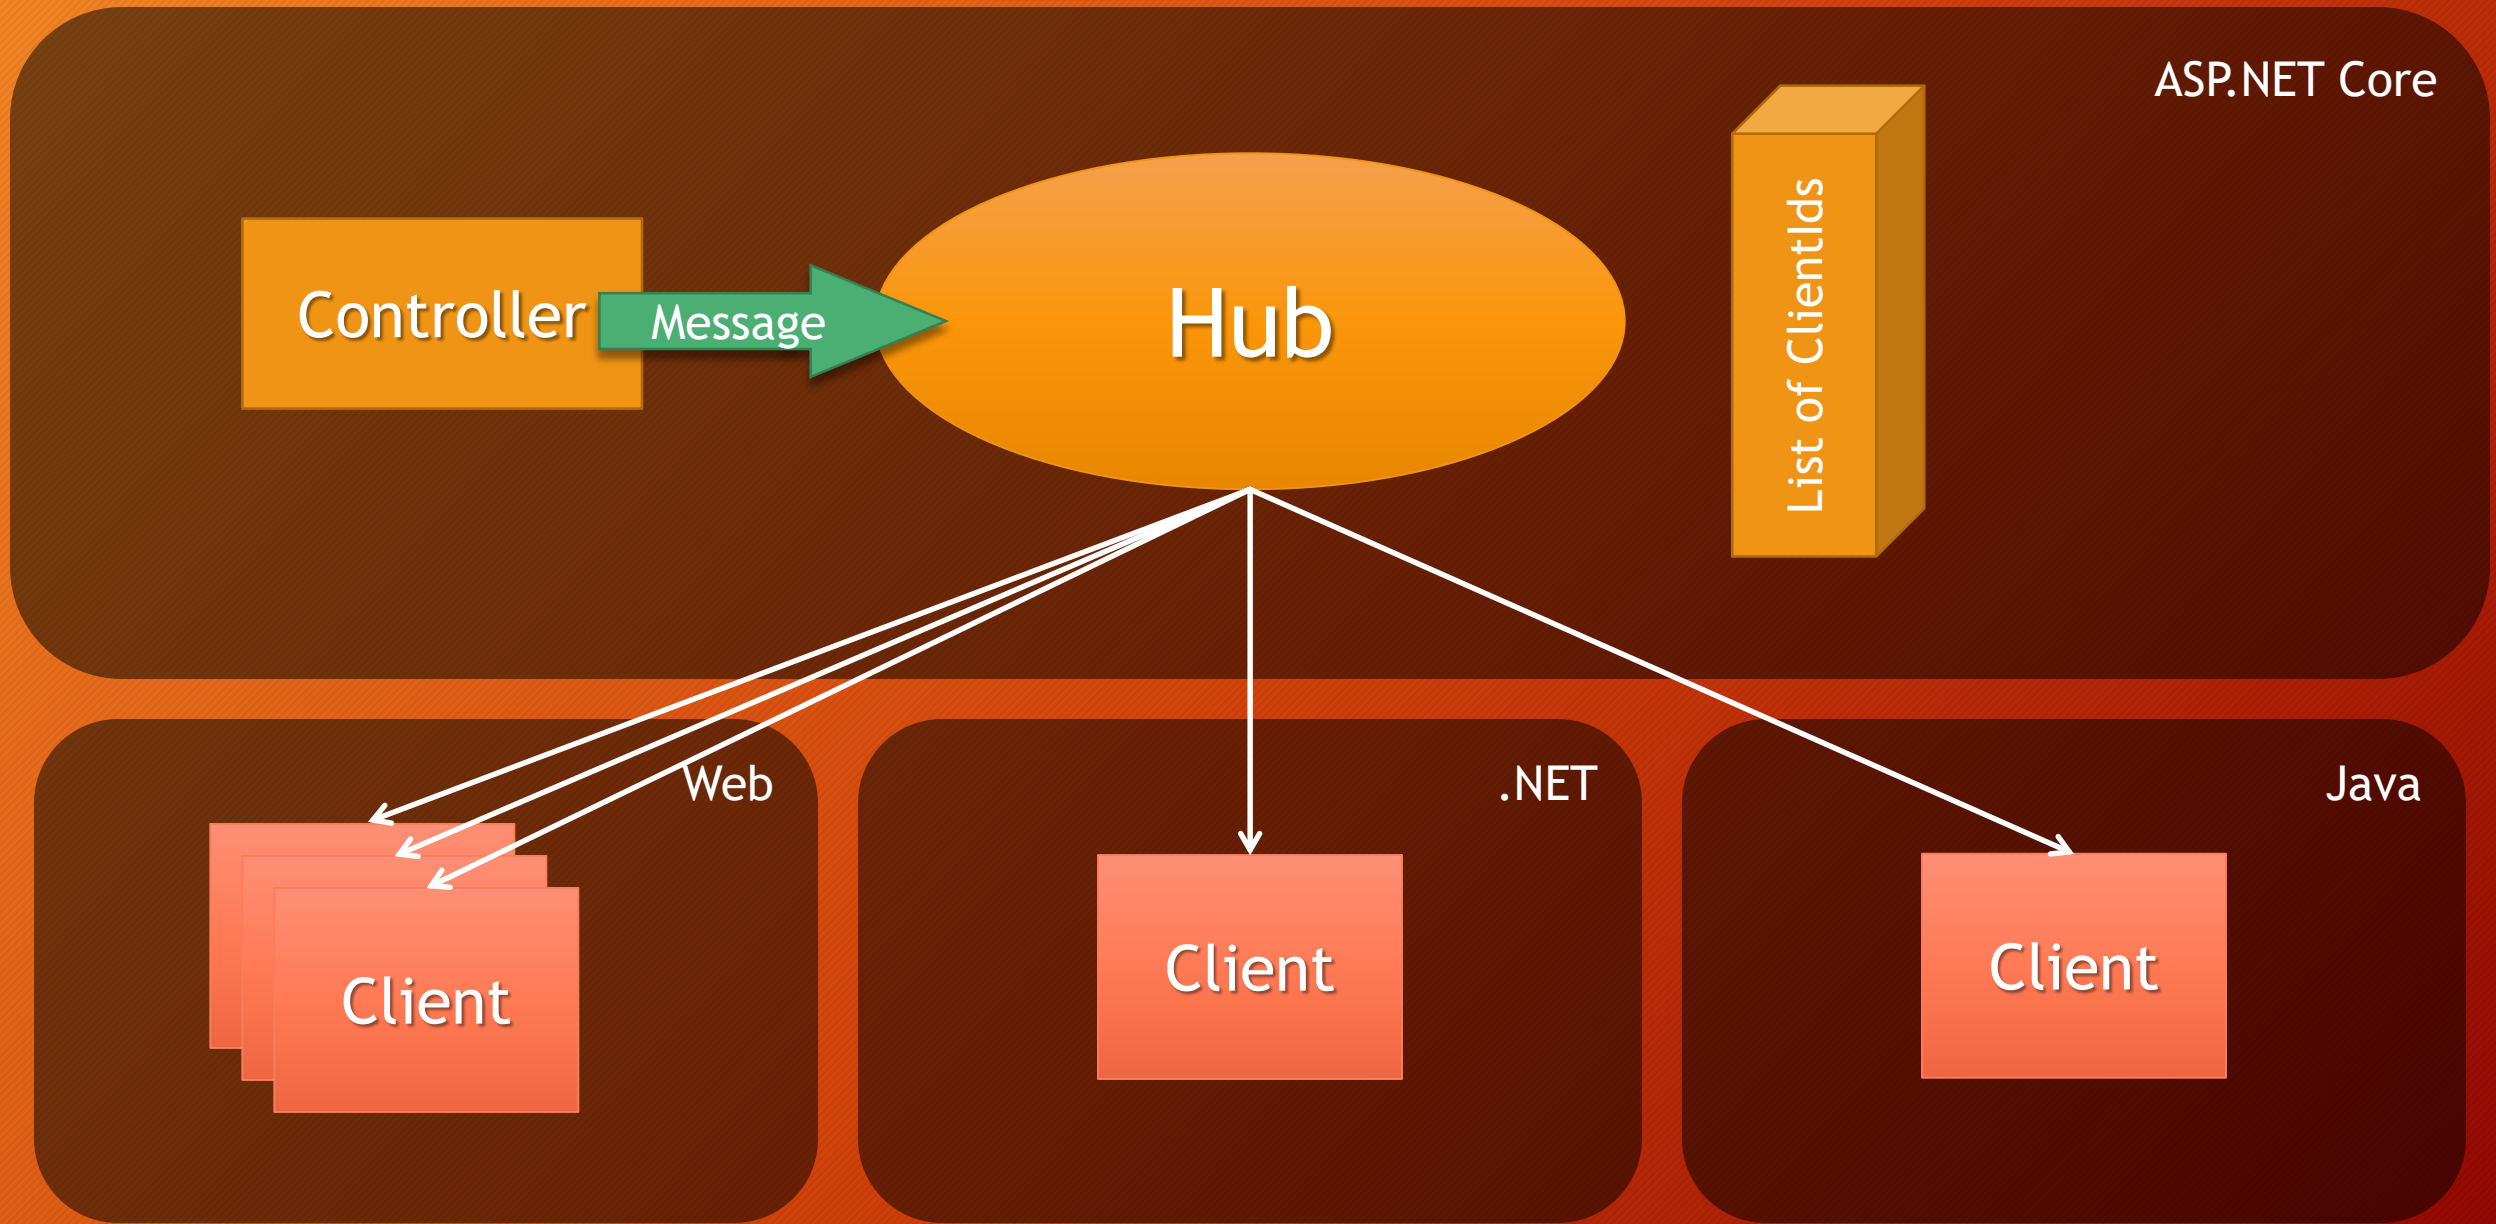 ASP.NET Core
Controller
Message
Hub
List of ClientIds
Web
Client
.NET
Client
Java
Client